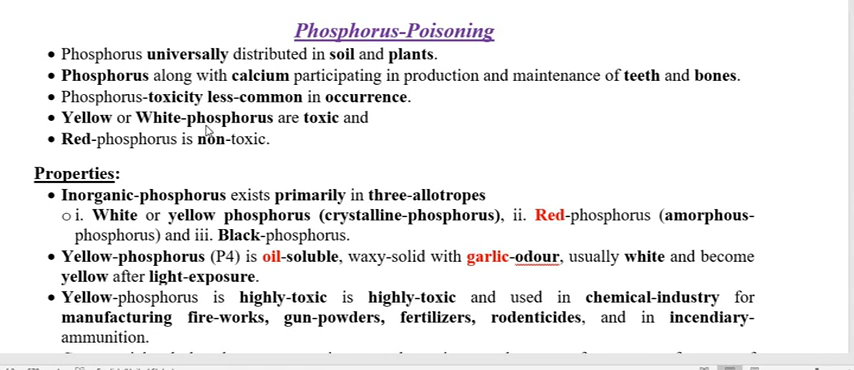 Phosphorus-Poisoning
• Phosphorus universally distributed in soil and plants.
• Phosphorus along with calcium participating in production and maintenance of teeth and bones.
• Phosphorus-toxicity less-common in occurrence.
• Yellow or White-phosphorus are toxic and
• Red-phosphorus is non-toxic.
Properties:
• Inorganic-phosphorus exists primarily in three-allotropes
o i. White or yellow phosphorus (crystalline-phosphorus), ii. Red-phosphorus (amorphous-
phosphorus) and iii. Black-phosphorus.
• Yellow-phosphorus (P4) is oil-soluble, waxy-solid with garlic-odour, usually white and become
yellow after light-exposure.
• Yellow-phosphorus is highly-toxic is highly-toxic and used in chemical-industry for
manufacturing fire-works, gun-powders, fertilizers, rodenticides, and in incendiary-
ammunition.